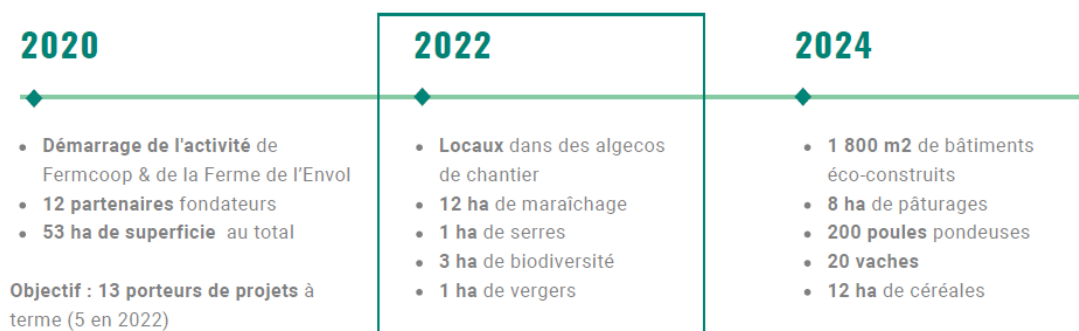 2020
• Démarrage de l'activité de
Fermcoop & de la Ferme de l'Envol
• 12 partenaires fondateurs
• 53 ha de superficie au total
Objectif : 13 porteurs de projets à
terme (5 en 2022)
2022
• Locaux dans des algecos
de chantier
• 12 ha de maraîchage
• 1 ha de serres
• 3 ha de biodiversité
• 1 ha de vergers
2024
• 1 800 m2 de bâtiments
éco-construits
• 8 ha de pâturages
• 200 poules pondeuses
• 20 vaches
• 12 ha de céréales